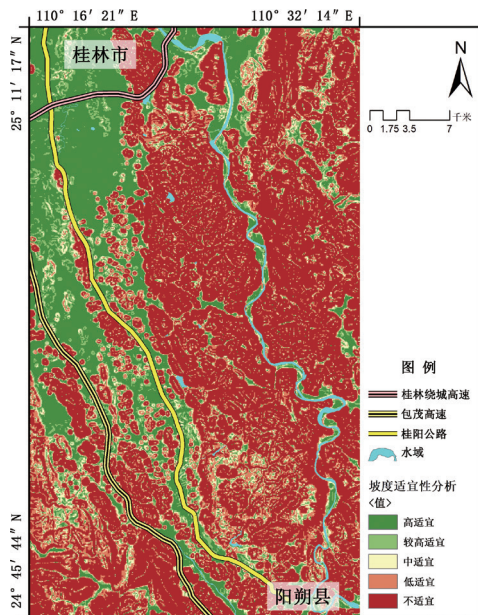 110° 16′ 21″ E
110° 32′ 14″ E
25° 11′ 17″ N
24° 45′ 44″ N
桂林市
阳朔县
N
千米
0 1.75 3.5 7
图 例
桂林绕城高速
包茂高速
桂阳公路
水域
坡度适宜性分析
<值>
高适宜
较高适宜
中适宜
低适宜
不适宜